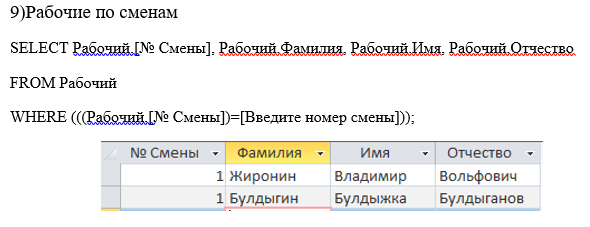 9)Рабочие по сменам
SELECT Рабочий.[№ Смены], Рабочий.Фамилия, Рабочий.Имя, Рабочий.Отчество
FROM Рабочий
WHERE (((Рабочий.[№ Смены])=[Введите номер смены]));
№ Смены Фамилия Имя Отчество
1 Жиронин Владимир Вольфович
1 Булдыгин Булдыжка Булдыганов